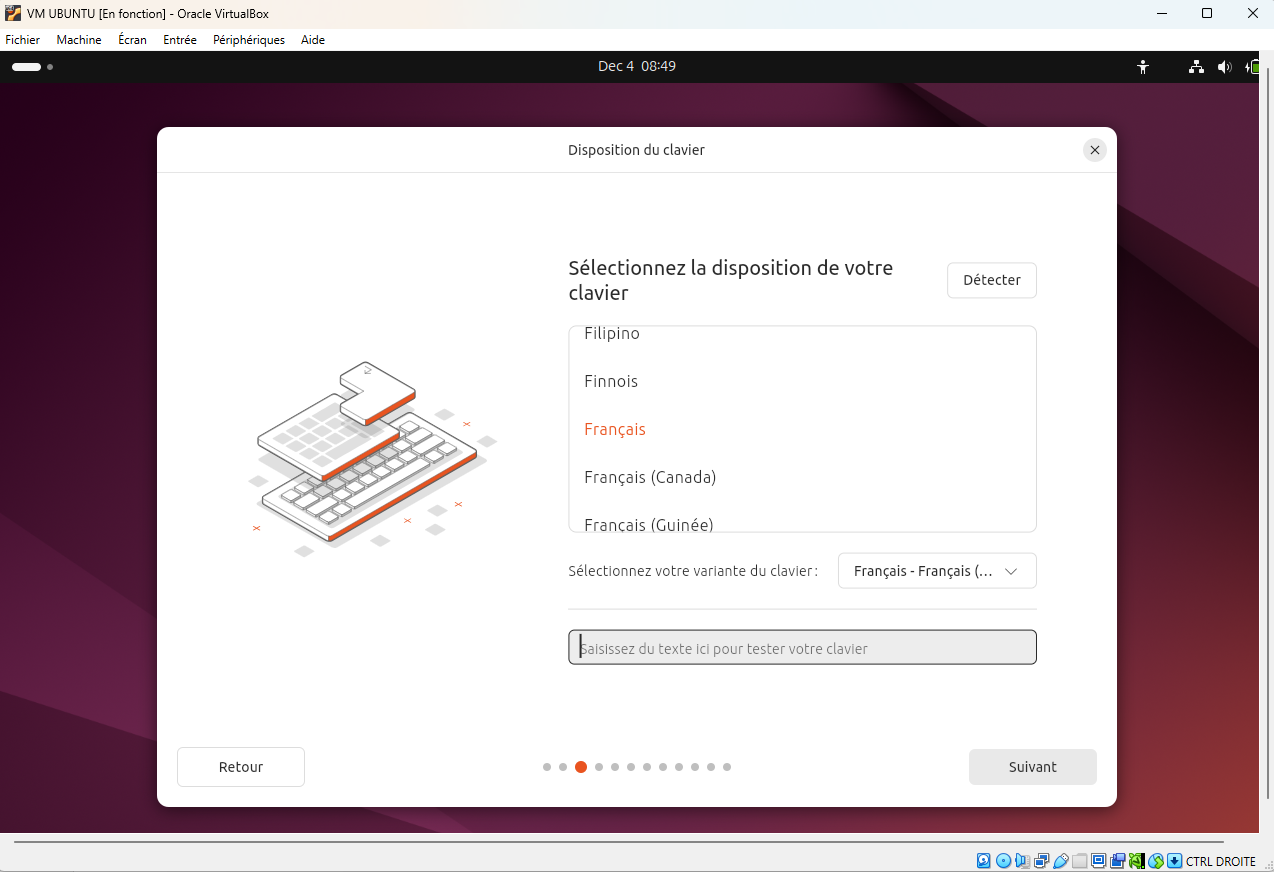 VM UBUNTU [En fonction] - Oracle VirtualBox
Fichier Machine Écran Entrée Périphériques Aide
Dec 4 08:49
Disposition du clavier
Sélectionnez la disposition de votre
clavier
Détecter
Filipino
Finnois
Français
Français (Canada)
Français (Guinée)
Sélectionnez votre variante du clavier :
Français - Français (...
Saisissez du texte ici pour tester votre clavier
Retour
Suivant
CTRL DROITE